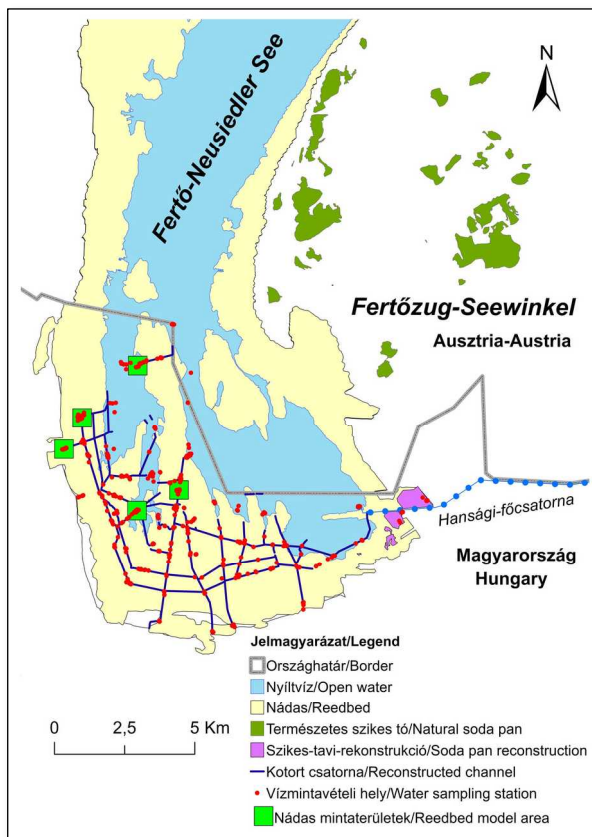 N
Fertő-Neusiedler See
Fertőzug-Seewinkel
Ausztria-Austria
Hansági-főcsatorna
Magyarország
Hungary
Jelmagyarázat/Legend
Országhatár/Border
Nyíltvíz/Open water
Nádas/Reedbed
Természetes szikes tó/Natural soda pan
Szikes-tavi-rekonstrukció/Soda pan reconstruction
Kotort csatorna/Reconstructed channel
Vízmintavételi hely/Water sampling station
Nádas mintaterületek/Reedbed model area
0 2,5 5 Km